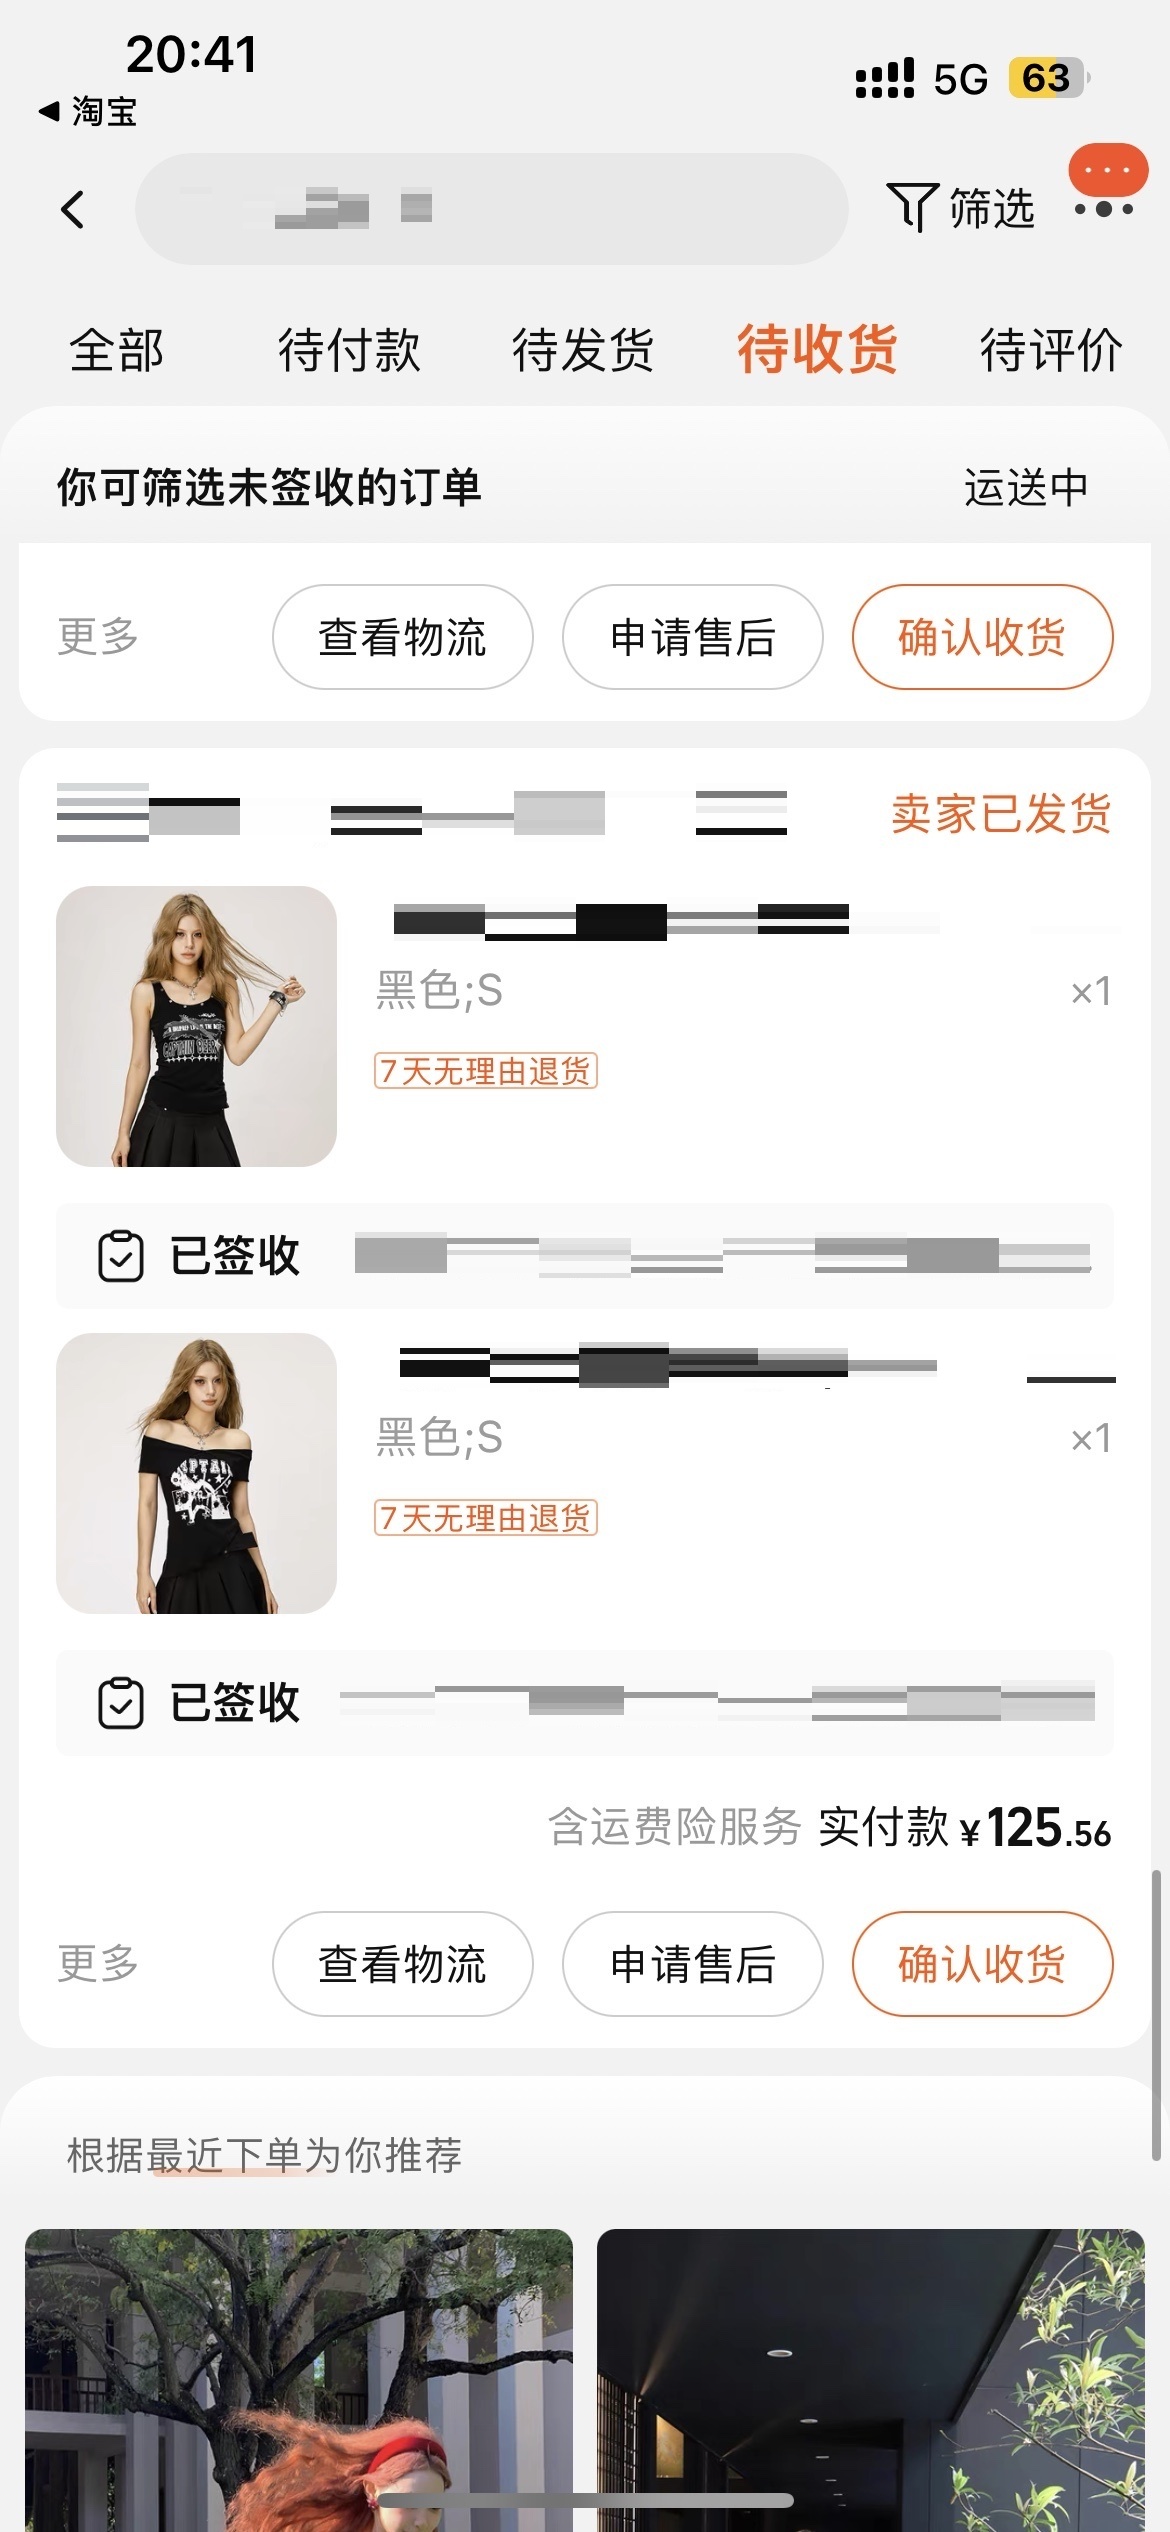 20:41
5G 63
淘宝
筛选
全部 待付款 待发货 待收货 待评价
你可筛选未签收的订单 运送中
更多 查看物流 申请售后 确认收货
卖家已发货
黑色;S ×1
7天无理由退货
CAPTAIN
已签收
黑色;S ×1
7天无理由退货
已签收
含运费险服务 实付款 ¥125.56
更多 查看物流 申请售后 确认收货
根据最近下单为你推荐